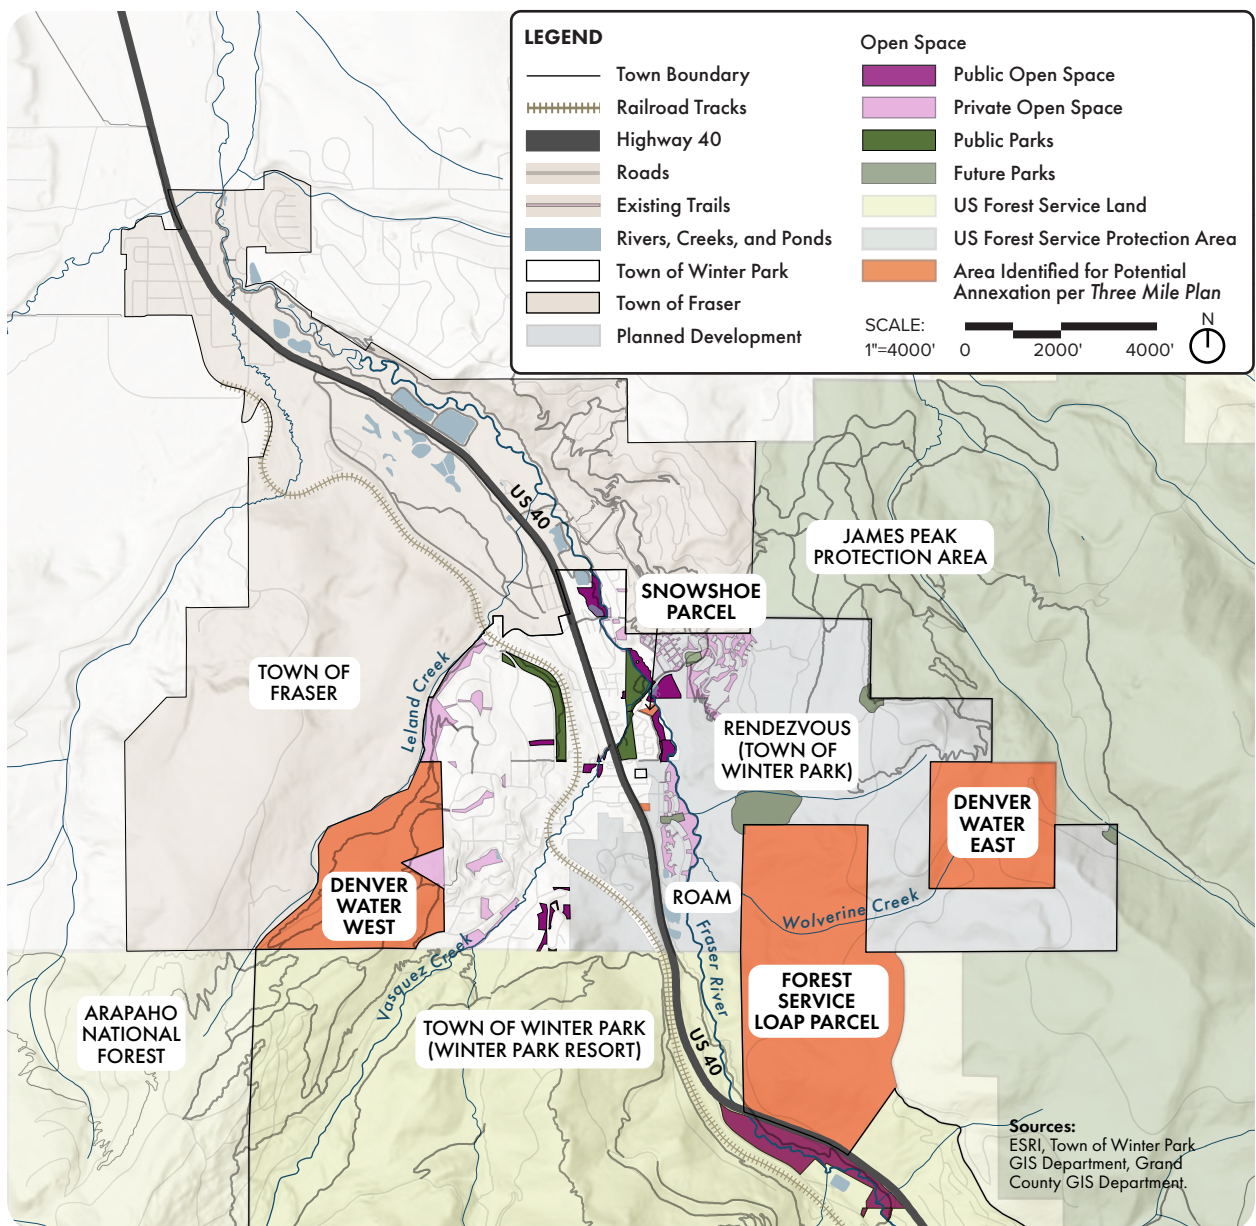 LEGEND
Town Boundary
Railroad Tracks
Highway 40
Roads
Existing Trails
Rivers, Creeks, and Ponds
Town of Winter Park
Town of Fraser
Planned Development
Open Space
Public Open Space
Private Open Space
Public Parks
Future Parks
US Forest Service Land
US Forest Service Protection Area
Area Identified for Potential
Annexation per Three Mile Plan
SCALE:
1"=4000'
0
2000'
4000'
N
US 40
JAMES PEAK
PROTECTION AREA
SNOWSHOE
PARCEL
TOWN OF
FRASER
Leland Creek
RENDEZVOUS
(TOWN OF
WINTER PARK)
DENVER
WATER
EAST
DENVER
WATER
WEST
ROAM
Wolverine Creek
Fraser River
Vasquez Creek
FOREST
SERVICE
LOAP PARCEL
ARAPAHO
NATIONAL
FOREST
TOWN OF WINTER PARK
(WINTER PARK RESORT)
US 40
Sources:
ESRI, Town of Winter Park
GIS Department, Grand
County GIS Department.